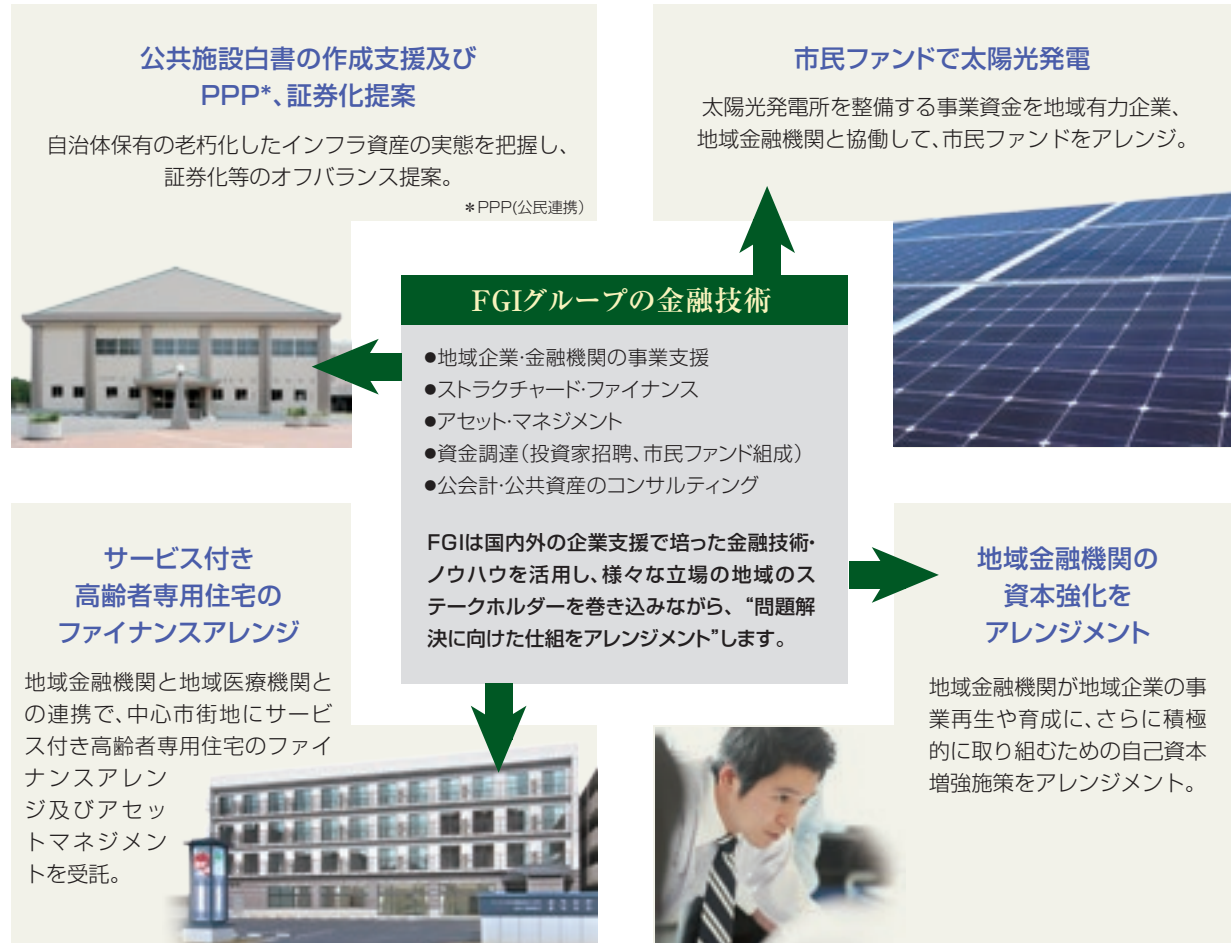 公共施設白書の作成支援及び
PPP*、証券化提案
自治体保有の老朽化したインフラ資産の実態を把握し、
証券化等のオフバランス提案。
*PPP(公民連携)
市民ファンドで太陽光発電
太陽光発電所を整備する事業資金を地域有力企業、
地域金融機関と協働して、市民ファンドをアレンジ。
FGIグループの金融技術
●地域企業・金融機関の事業支援
●ストラクチャード・ファイナンス
●アセット・マネジメント
●資金調達(投資家招聘、市民ファンド組成)
●公会計・公共資産のコンサルティング
FGIは国内外の企業支援で培った金融技術・
ノウハウを活用し、様々な立場の地域のス
テークホルダーを巻き込みながら、“問題解
決に向けた仕組をアレンジメント”します。
サービス付き
高齢者専用住宅の
ファイナンスアレンジ
地域金融機関と地域医療機関と
の連携で、中心市街地にサービ
ス付き高齢者専用住宅のファイ
ナンスアレン
ジ及びアセッ
トマネジメン
トを受託。
地域金融機関の
資本強化を
アレンジメント
地域金融機関が地域企業の事
業再生や育成に、さらに積極
的に取り組むための自己資本
増強施策をアレンジメント。